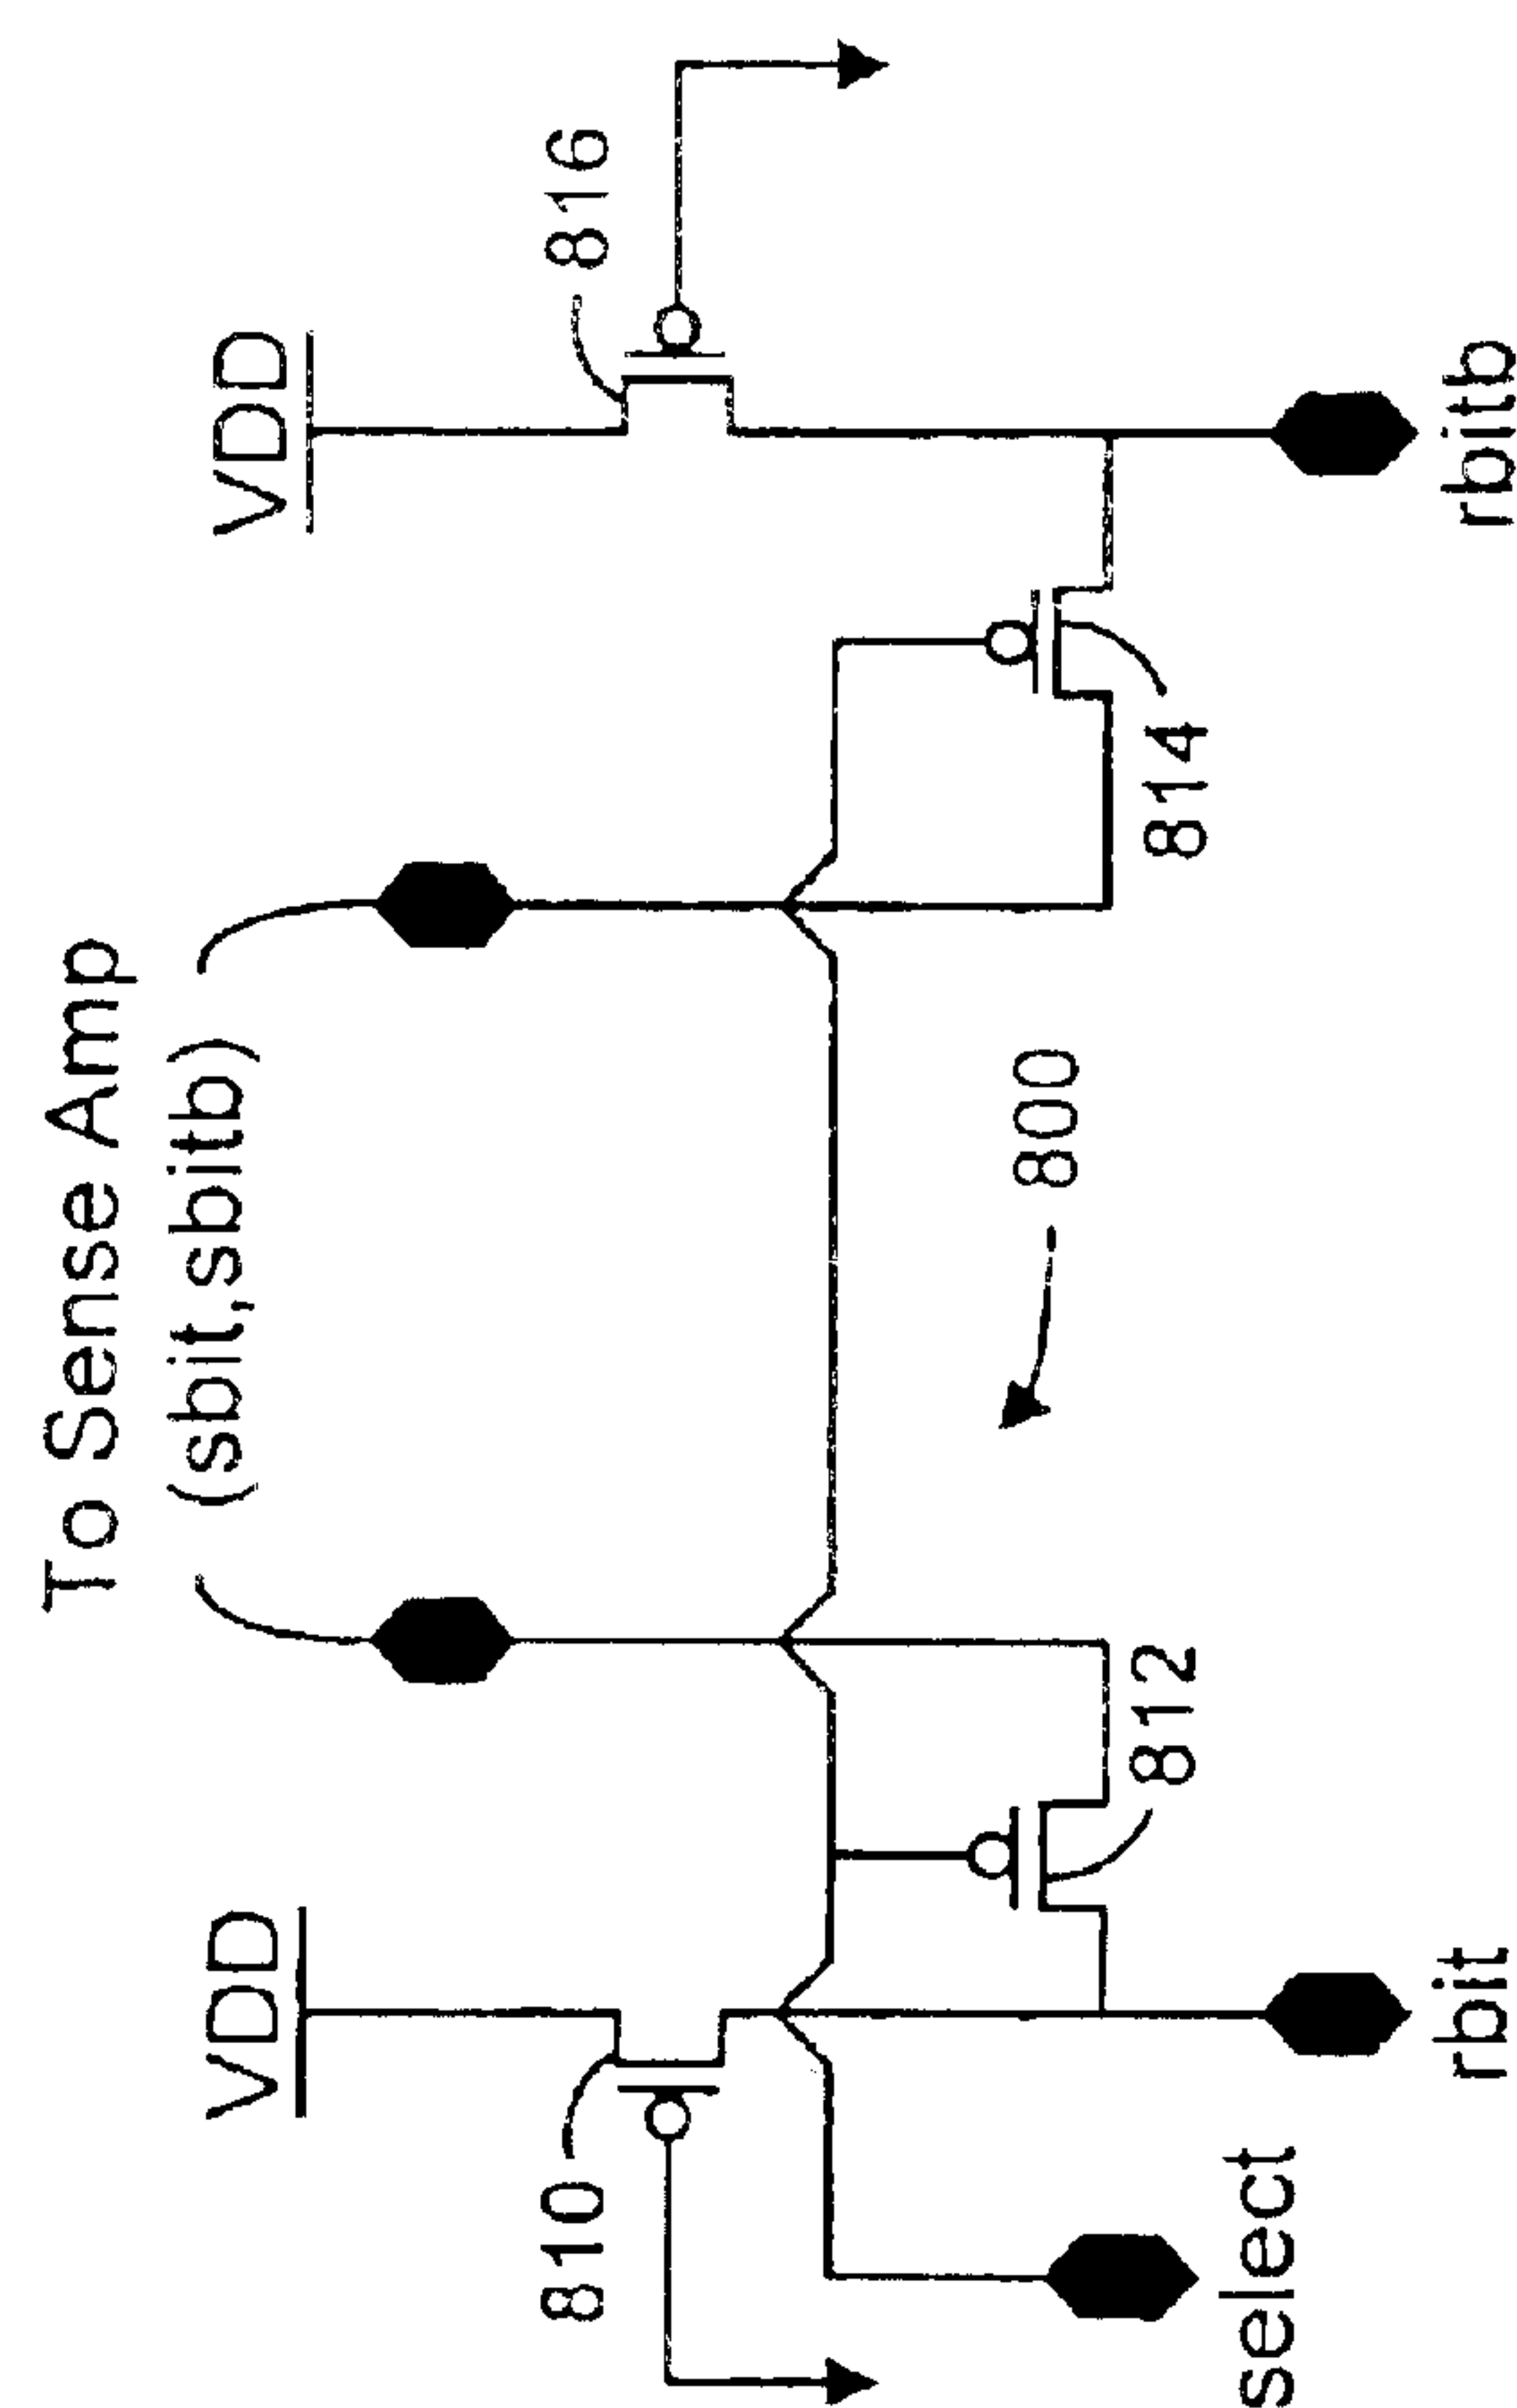 To Sense Amp
(sbit,sbitb)
VDD
VDD
810
816
800
812
814
select
rbit
rbitb